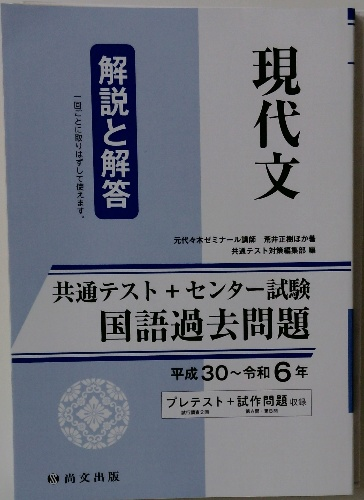 現代文
解説と解答
一回ごとに取りはずして使えます。
元代々木ゼミナール講師 荒井正樹ほか著
共通テスト対策編集部 編
共通テスト+センター試験
国語過去問題
平成30〜令和6年
プレテスト+試作問題収録
尚文出版